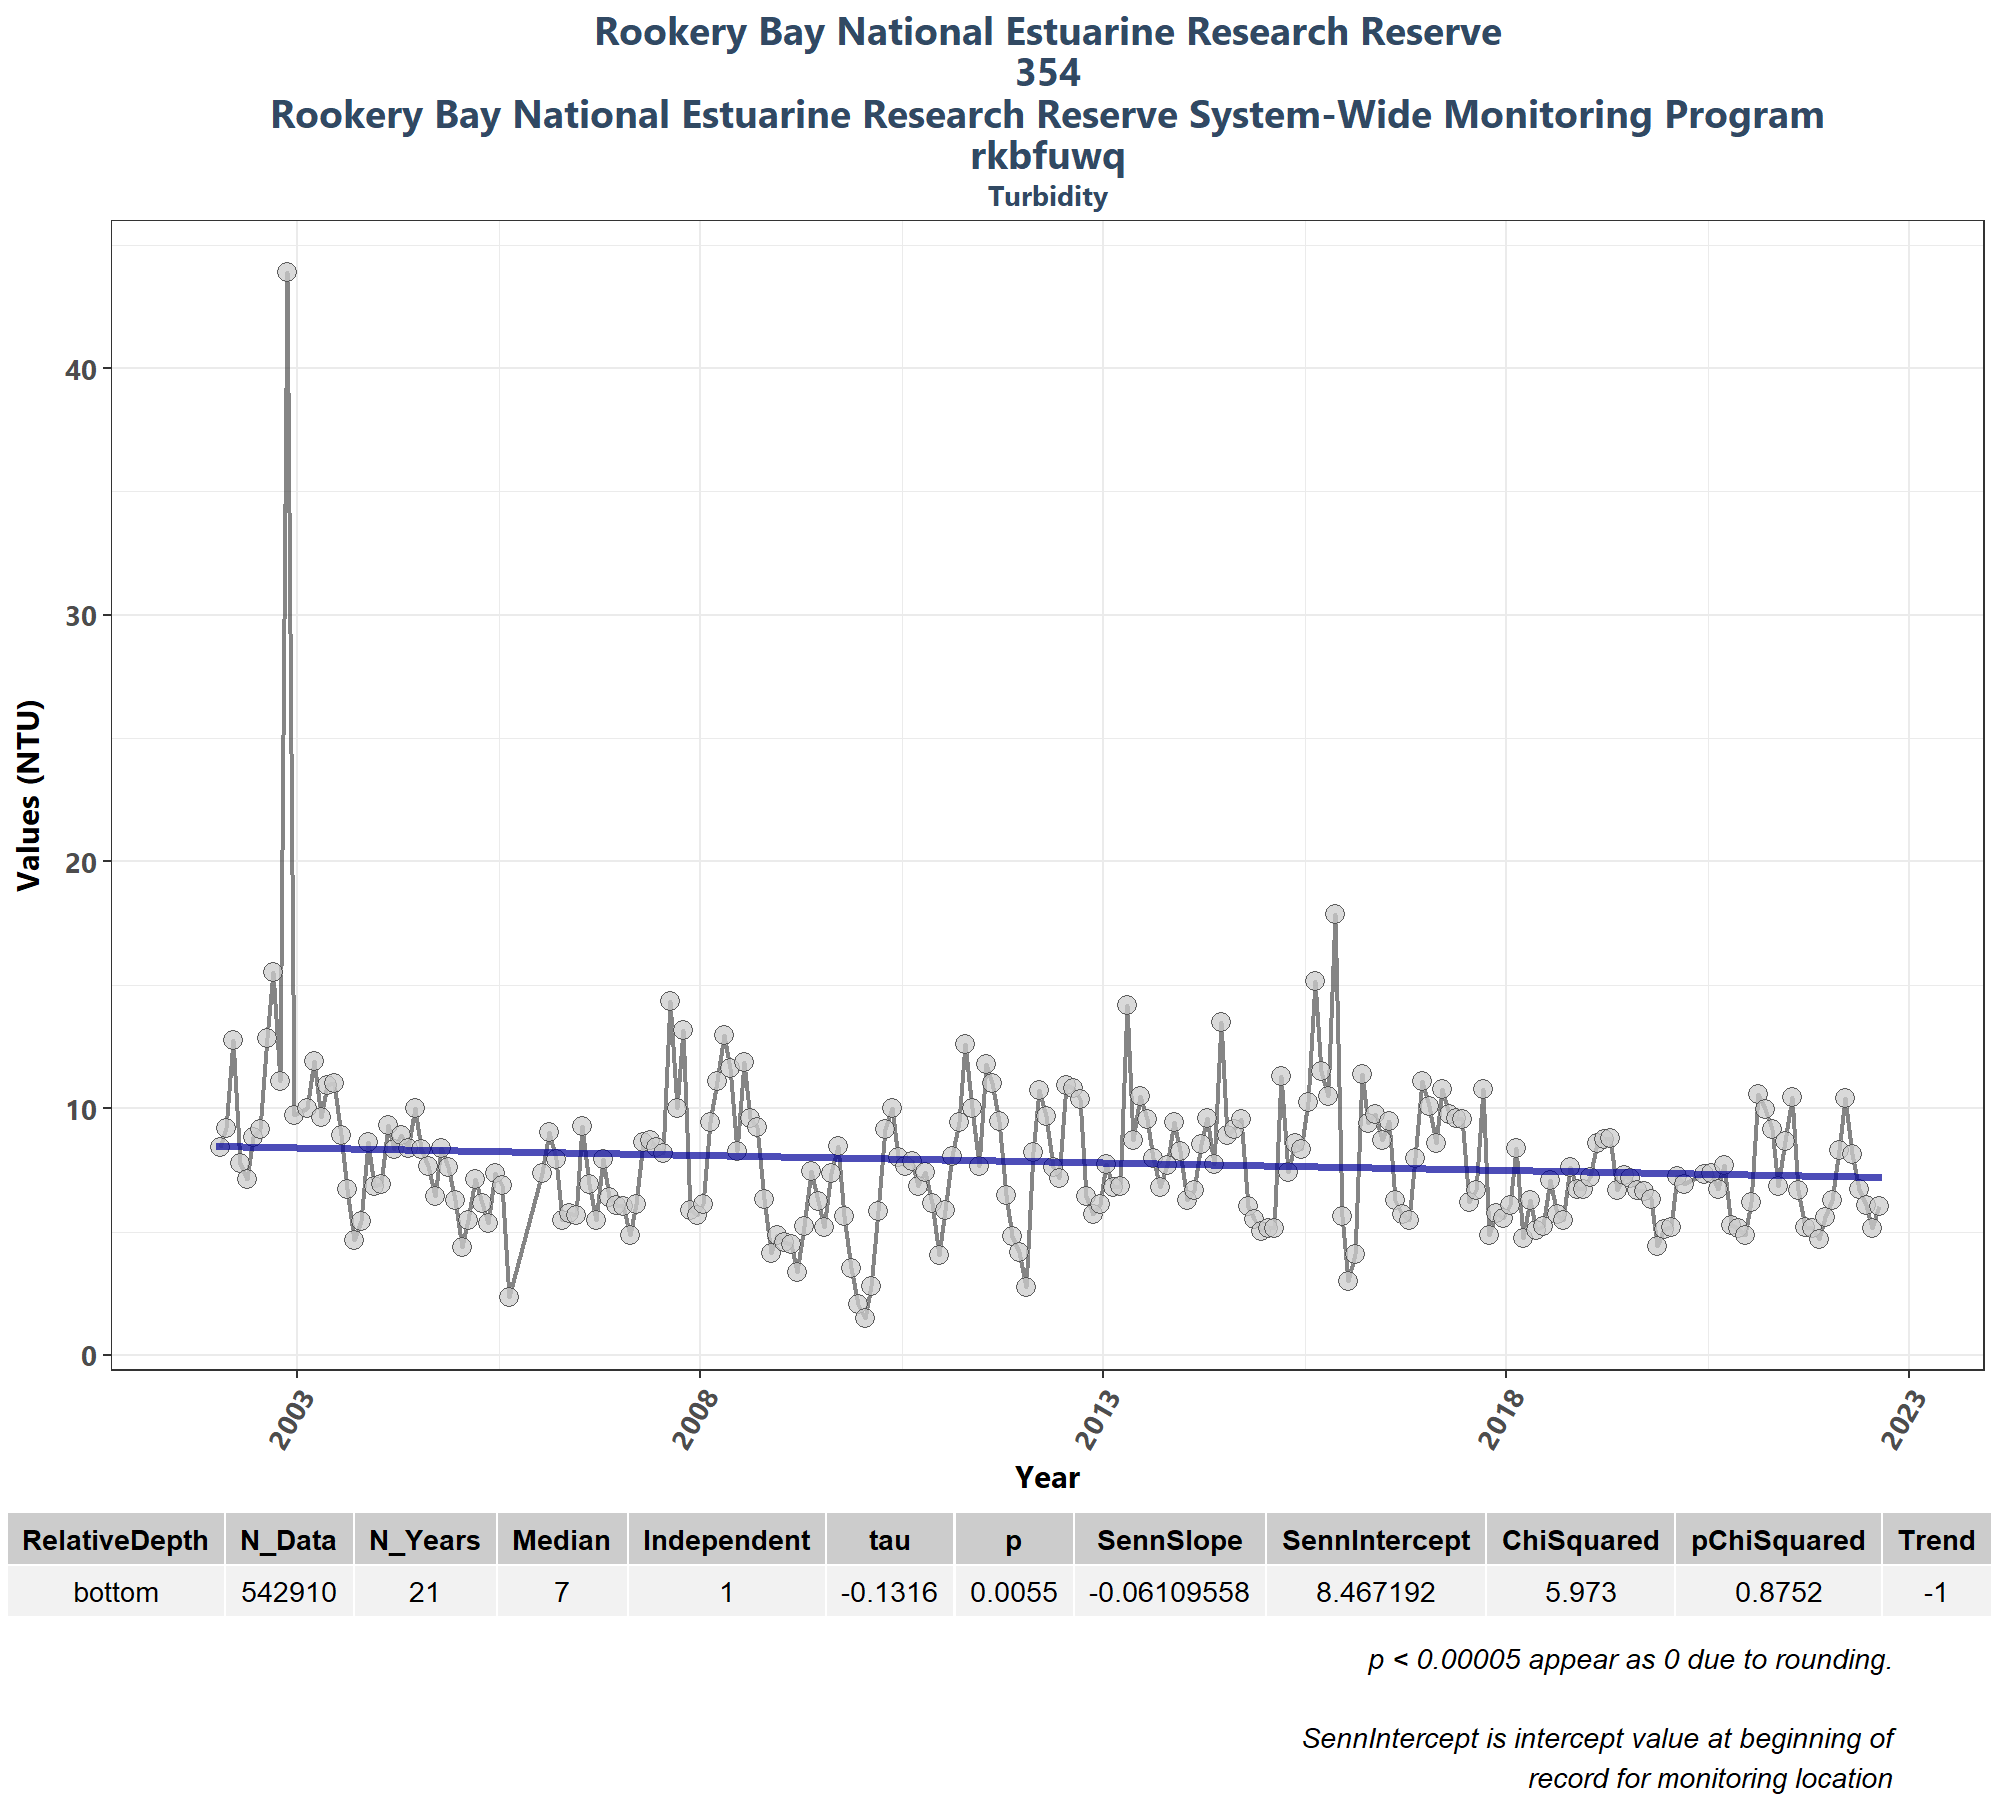 Rookery Bay National Estuarine Research Reserve
354
Rookery Bay National Estuarine Research Reserve System-Wide Monitoring Program
rkbfuwq
Turbidity
Values (NTU)
40
30
20
10
0
2003 2008 2013 2018 2023
Year
RelativeDepth N_Data N_Years Median Independent tau p SennSlope SennIntercept ChiSquared pChiSquared Trend
bottom 542910 21 7 1 -0.1316 0.0055 -0.06109558 8.467192 5.973 0.8752 -1
p < 0.00005 appear as 0 due to rounding.
SennIntercept is intercept value at beginning of
record for monitoring location